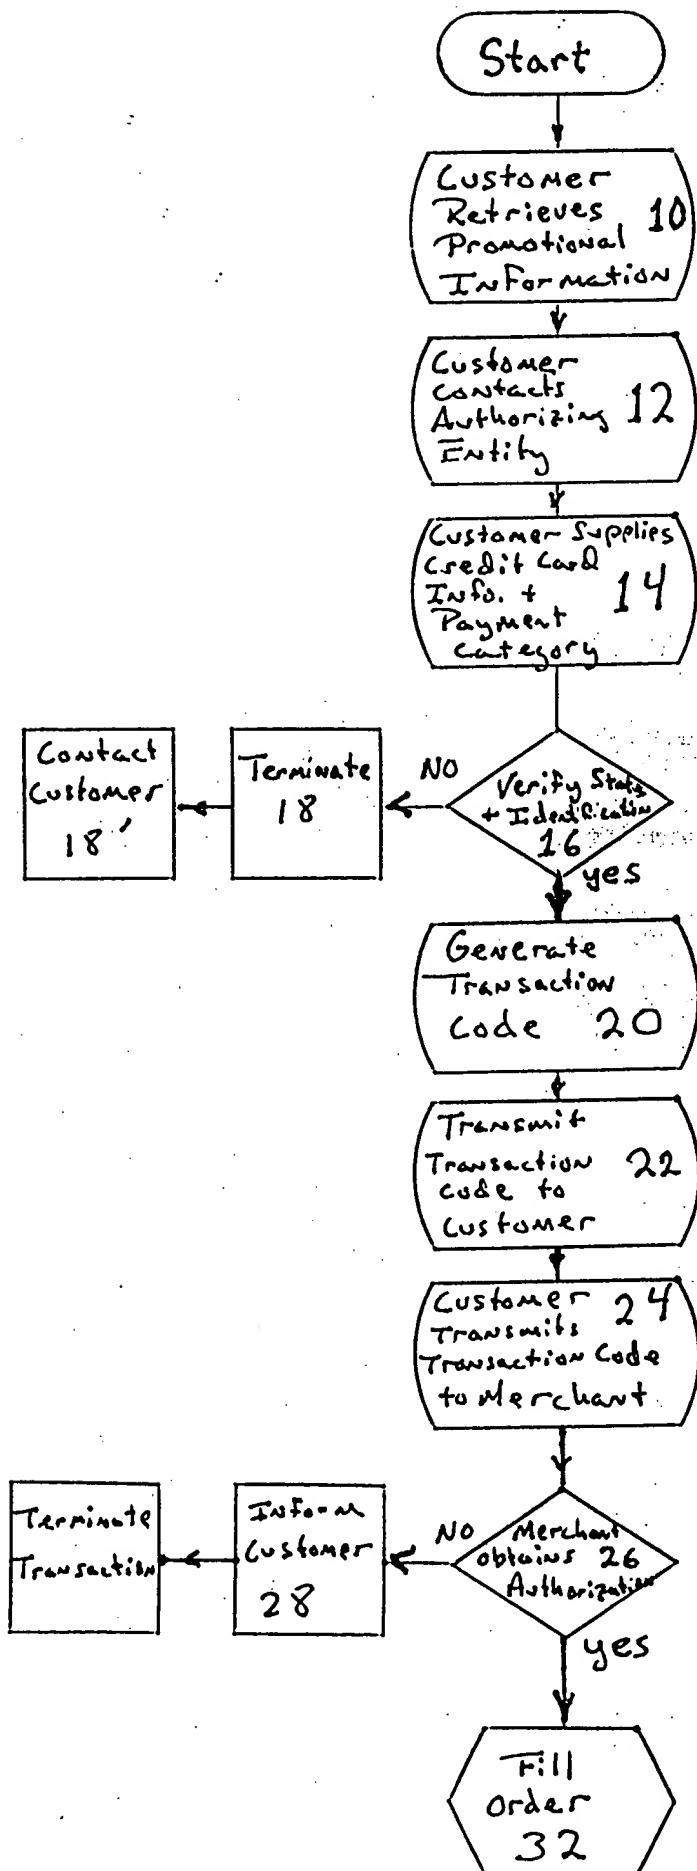 Start
Customer
Retrieves 10
Promotional
Information
Customer
Contacts
Authorizing 12
Entity
Customer Supplies
Credit Card
Info. + 14
Payment
Category
Verify Status
+ Identification
16
NO
Terminate
18
Contact
Customer
18'
yes
Generate
Transaction
Code 20
Transmit
Transaction 22
code to
Customer
Customer 24
Transmits
Transaction Code
to Merchant
Merchant
obtains 26
Authorization
NO
Inform
Customer
28
Terminate
Transaction
yes
Fill
Order
32